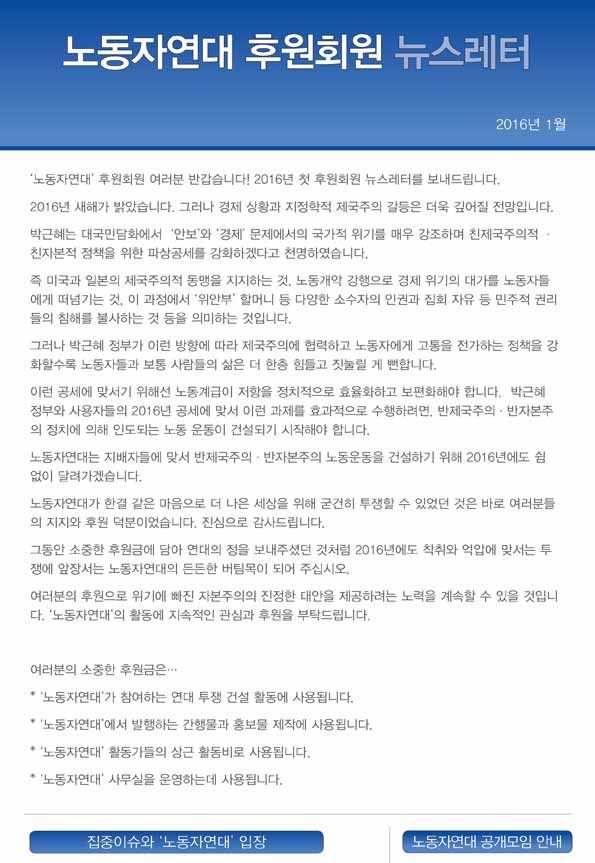 노동자연대 후원회원 뉴스레터
2016년 1월
‘노동자연대’ 후원회원 여러분 반갑습니다! 2016년 첫 후원회원 뉴스레터를 보내드립니다.
2016년 새해가 밝았습니다. 그러나 경제 상황과 지정학적 제국주의 갈등은 더욱 깊어질 전망입니다.
박근혜는 대국민담화에서 ‘안보’와 ‘경제’ 문제에서의 국가적 위기를 매우 강조하며 친제국주의적 ·
친자본적 정책을 위한 파상공세를 강화하겠다고 천명하였습니다.
즉 미국과 일본의 제국주의적 동맹을 지지하는 것, 노동개악 강행으로 경제 위기의 대가를 노동자들
에게 떠넘기는 것, 이 과정에서 ‘위안부’ 할머니 등 다양한 소수자의 인권과 집회 자유 등 민주적 권리
들의 침해를 불사하는 것 등을 의미하는 것입니다.
그러나 박근혜 정부가 이런 방향에 따라 제국주의에 협력하고 노동자에게 고통을 전가하는 정책을 강
화할수록 노동자들과 보통 사람들의 삶은 더 한층 힘들고 짓눌릴 게 뻔합니다.
이런 공세에 맞서기 위해선 노동계급이 저항을 정치적으로 효율화하고 보편화해야 합니다. 박근혜
정부와 사용자들의 2016년 공세에 맞서 이런 과제를 효과적으로 수행하려면, 반제국주의 · 반자본주
의 정치에 의해 인도되는 노동 운동이 건설되기 시작해야 합니다.
노동자연대는 지배자들에 맞서 반제국주의 · 반자본주의 노동운동을 건설하기 위해 2016년에도 쉼
없이 달려가겠습니다.
노동자연대가 한결 같은 마음으로 더 나은 세상을 위해 굳건히 투쟁할 수 있었던 것은 바로 여러분들
의 지지와 후원 덕분이었습니다. 진심으로 감사드립니다.
그동안 소중한 후원금에 담아 연대의 정을 보내주셨던 것처럼 2016년에도 착취와 억압에 맞서는 투
쟁에 앞장서는 노동자연대의 든든한 버팀목이 되어 주십시오.
여러분의 후원으로 위기에 빠진 자본주의의 진정한 대안을 제공하려는 노력을 계속할 수 있을 것입니
다. ‘노동자연대’의 활동에 지속적인 관심과 후원을 부탁드립니다.
여러분의 소중한 후원금은…
* ‘노동자연대’가 참여하는 연대 투쟁 건설 활동에 사용됩니다.
* ‘노동자연대’에서 발행하는 간행물과 홍보물 제작에 사용됩니다.
* ‘노동자연대’ 활동가들의 상근 활동비로 사용됩니다.
* ‘노동자연대’ 사무실을 운영하는데 사용됩니다.
집중이슈와 ‘노동자연대’ 입장
노동자연대 공개모임 안내